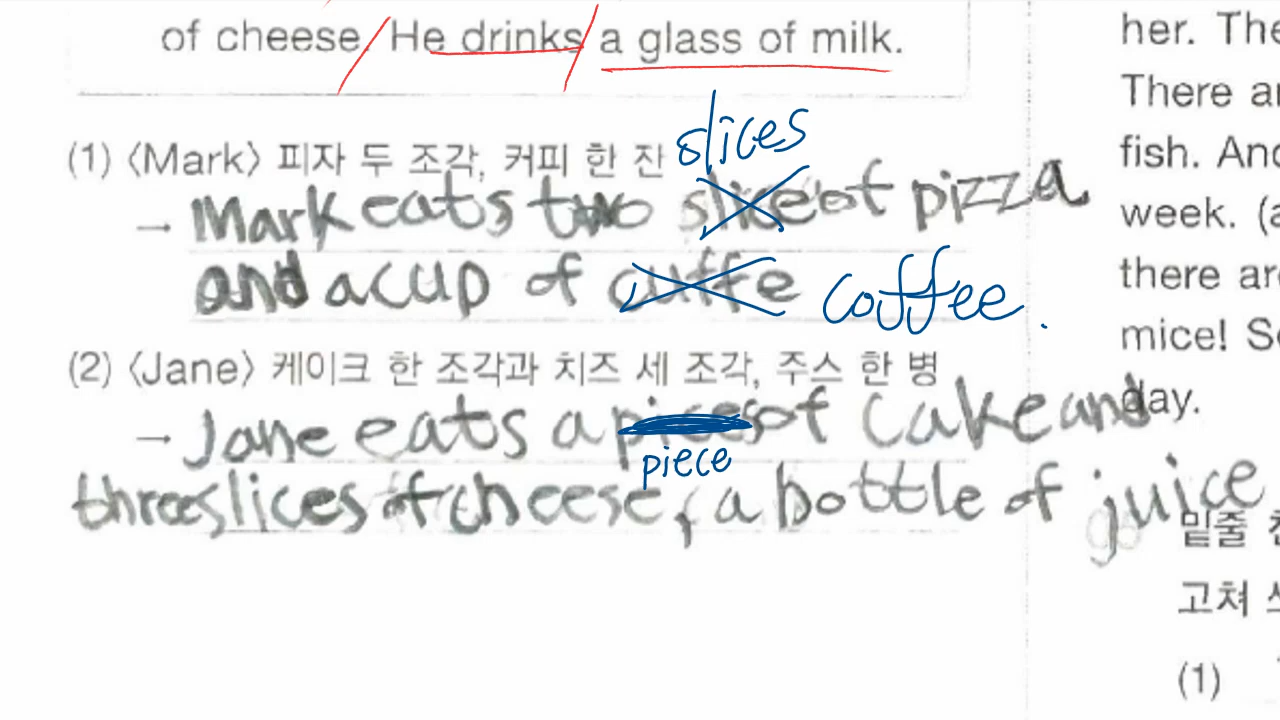 of cheese. He drinks a glass of milk.
(1) 〈Mark〉 피자 두 조각, 커피 한 잔
slices
→ Mark eats two slice of pizza
and a cup of cuffe coffee.
(2) 〈Jane〉 케이크 한 조각과 치즈 세 조각, 주스 한 병
→ Jane eats a pices of cake and
piece
three slices of cheese, a bottle of juice
her. The
There a
fish. And
week. (a
there are
mice! S
day.
밑줄 친
고쳐 쓰
(1)